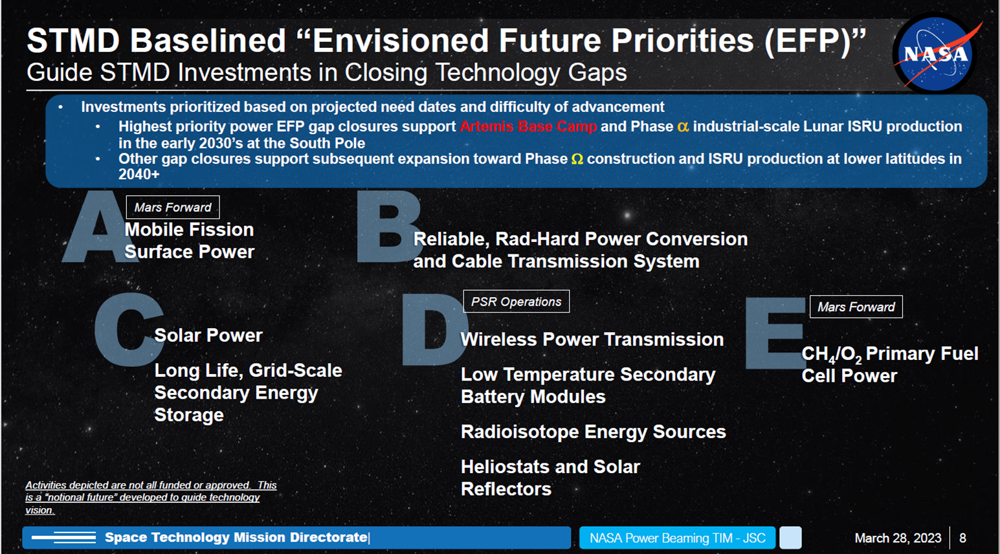 STMD Baselined “Envisioned Future Priorities (EFP)”
Guide STMD Investments in Closing Technology Gaps
NASA
• Investments prioritized based on projected need dates and difficulty of advancement
• Highest priority power EFP gap closures support Artemis Base Camp and Phase α industrial-scale Lunar ISRU production
in the early 2030’s at the South Pole
• Other gap closures support subsequent expansion toward Phase Ω construction and ISRU production at lower latitudes in
2040+
A
Mars Forward
Mobile Fission
Surface Power
B
Reliable, Rad-Hard Power Conversion
and Cable Transmission System
C
Solar Power
Long Life, Grid-Scale
Secondary Energy
Storage
D
PSR Operations
Wireless Power Transmission
Low Temperature Secondary
Battery Modules
Radioisotope Energy Sources
Heliostats and Solar
Reflectors
E
Mars Forward
CH4/O2 Primary Fuel
Cell Power
Activities depicted are not all funded or approved. This
is a “notional future” developed to guide technology
vision.
Space Technology Mission Directorate|
NASA Power Beaming TIM - JSC
March 28, 2023
8